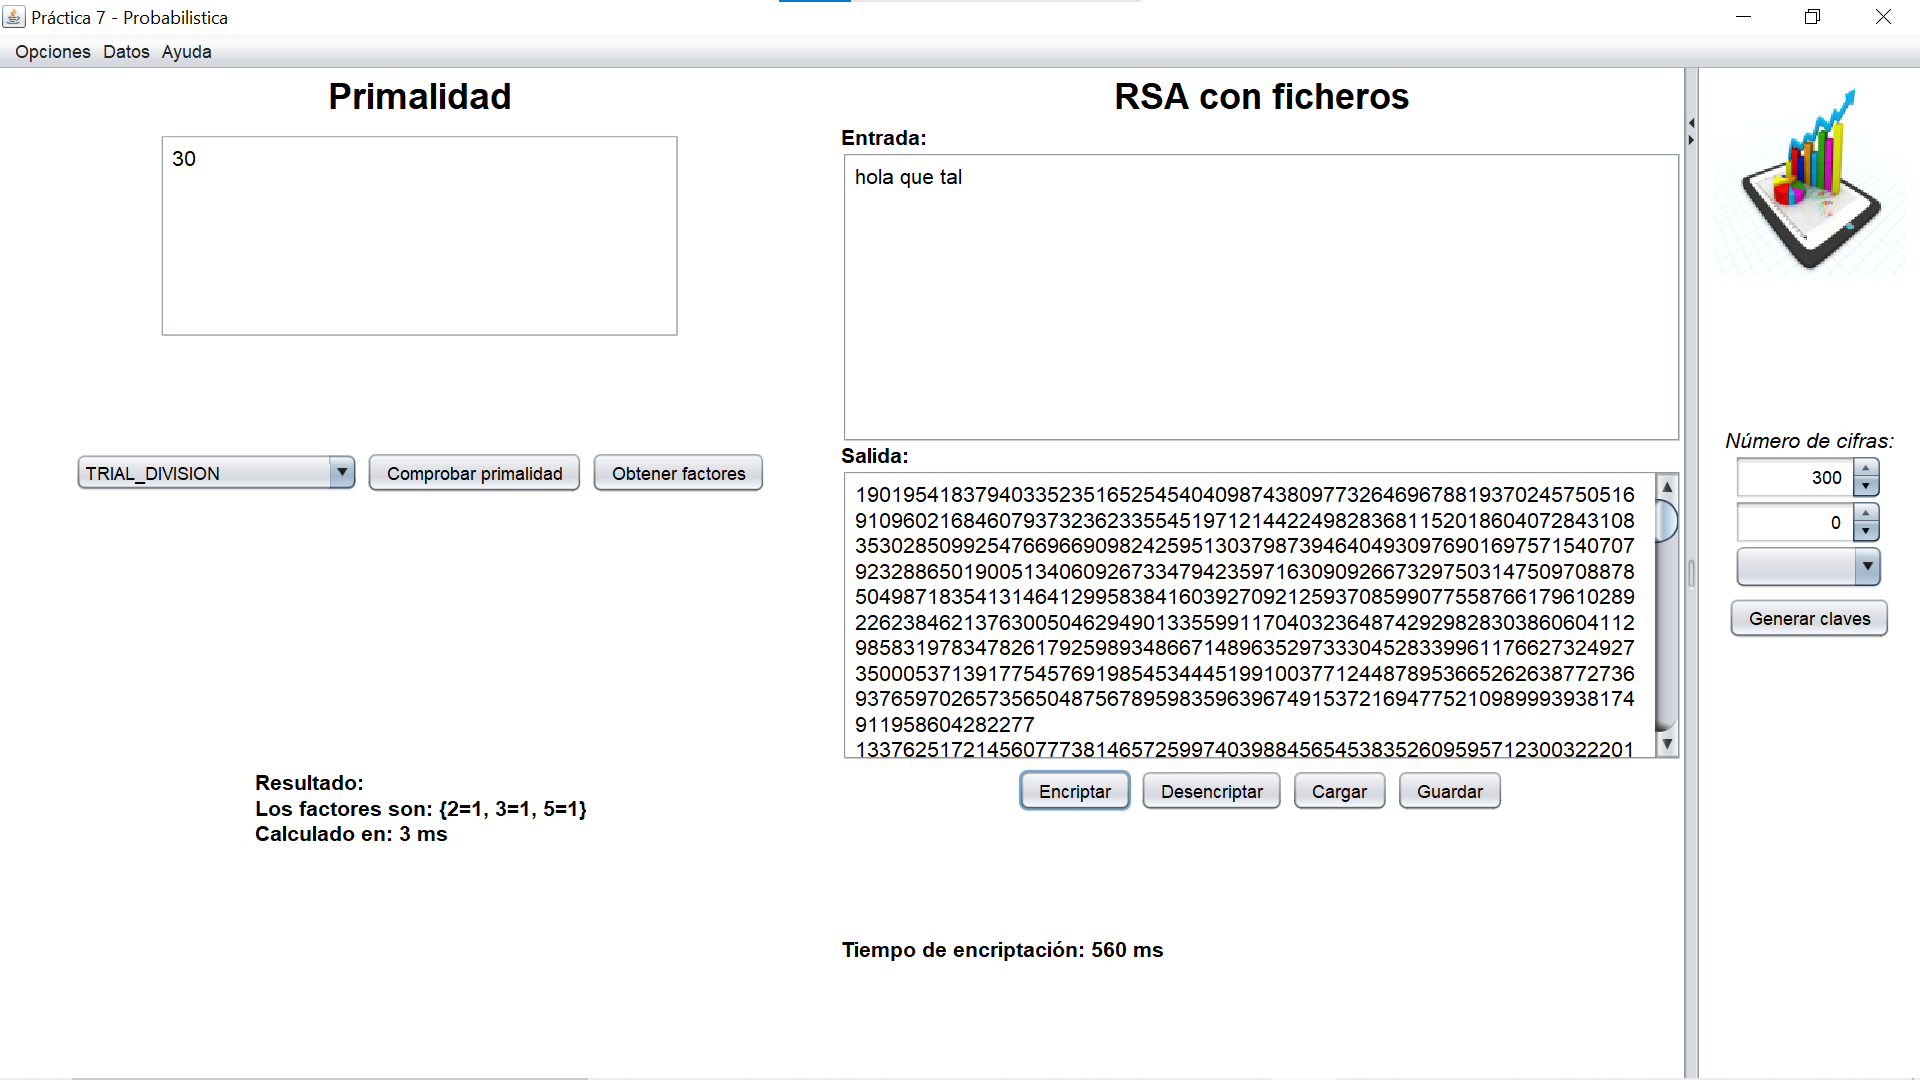 Práctica 7 - Probabilistica
Opciones Datos Ayuda
Primalidad
30
TRIAL_DIVISION
Comprobar primalidad
Obtener factores
Resultado:
Los factores son: {2=1, 3=1, 5=1}
Calculado en: 3 ms
RSA con ficheros
Entrada:
hola que tal
Salida:
19019541837940335235165254540409874380977326469678819370245750516
91096021684607937323623355451971214422498283681152018604072843108
35302850992547669669098242595130379873946404930976901697571540707
92328865019005134060926733479423597163090926673297503147509708878
50498718354131464129958384160392709212593708599077558766179610289
22623846213763005046294901335599117040323648742929828303860604112
98583197834782617925989348667148963529733304528339961176627324927
35000537139177545769198545344451991003771244878953665262638772736
93765970265735650487567895983596396749153721694775210989993938174
911958604282277
13376251721456077738146572599740398845654538352609595712300322201
Encriptar
Desencriptar
Cargar
Guardar
Tiempo de encriptación: 560 ms
Número de cifras:
300
0
Generar claves